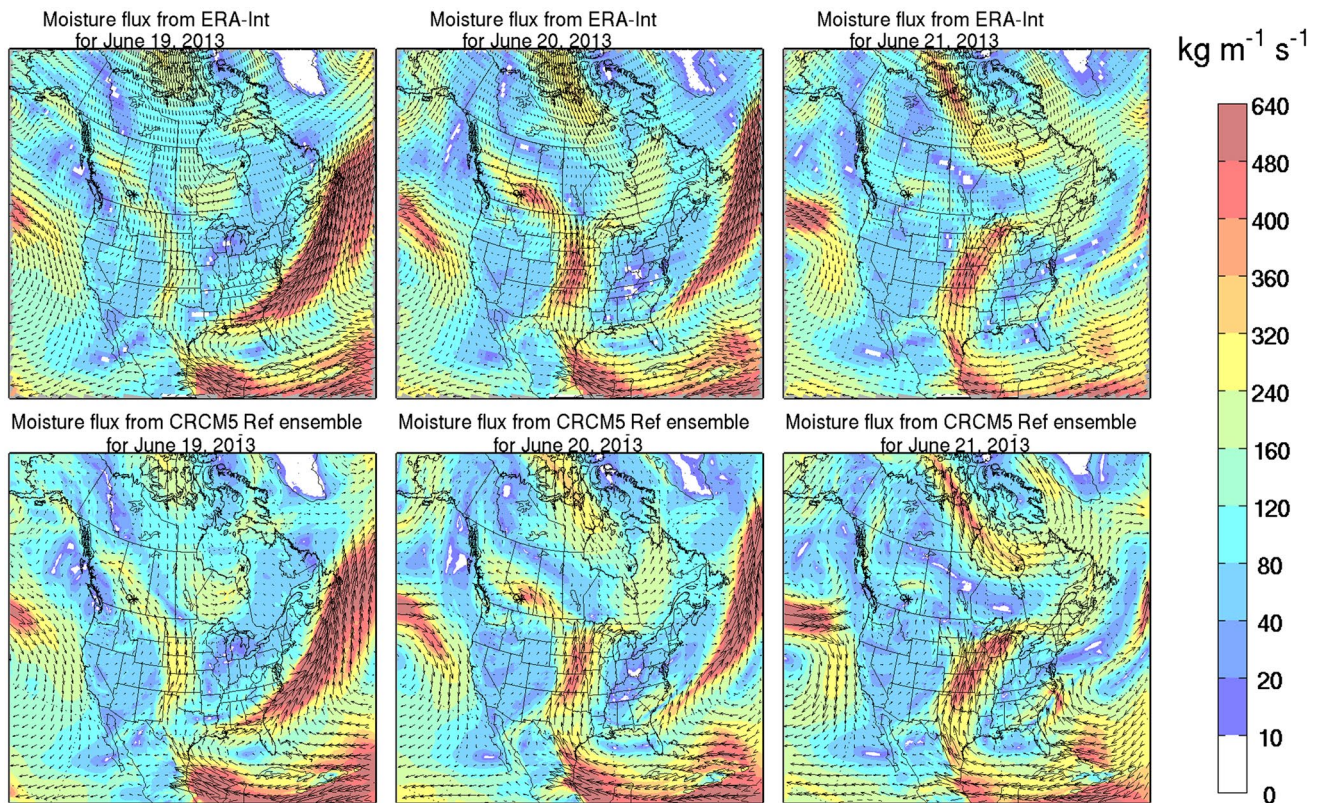 Moisture flux from ERA-Int
for June 19, 2013
Moisture flux from ERA-Int
for June 20, 2013
Moisture flux from ERA-Int
for June 21, 2013
kg m⁻¹ s⁻¹
640
480
400
360
320
240
160
120
80
40
20
10
0
Moisture flux from CRCM5 Ref ensemble
for June 19, 2013
Moisture flux from CRCM5 Ref ensemble
for June 20, 2013
Moisture flux from CRCM5 Ref ensemble
for June 21, 2013